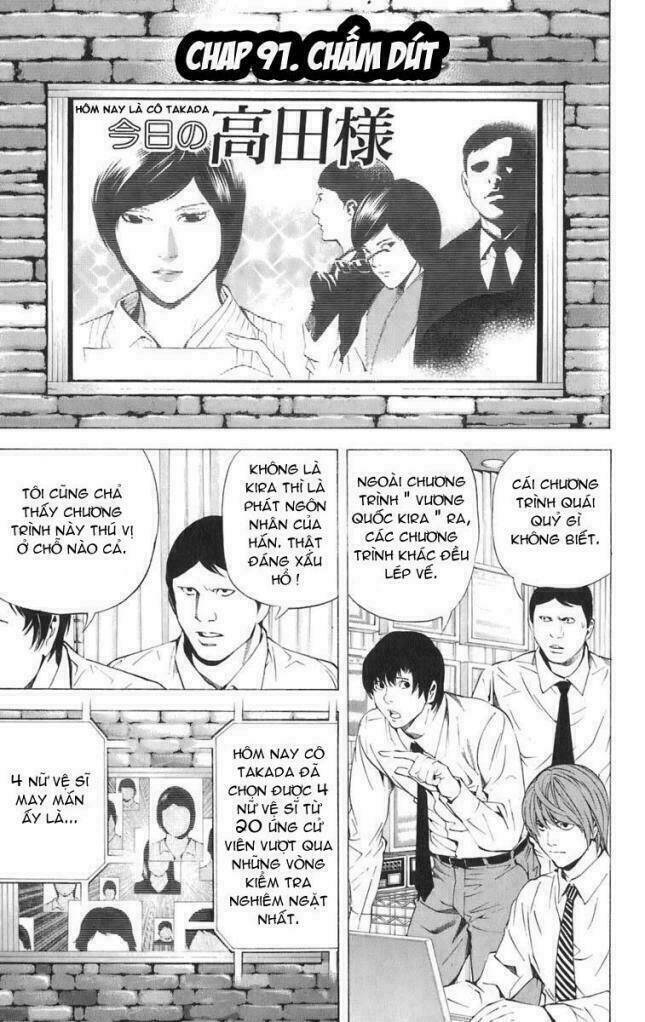 CHAP 91. CHẤM DÚT
HÔM NAY LÀ CÔ TAKADA
今日の
高田様
CÁI CHƯƠNG
TRÌNH QUÁI
QUỶ GÌ
KHÔNG BIẾT.
NGOÀI CHƯƠNG
TRÌNH " VƯƠNG
QUỐC KIRA " RA,
CÁC CHƯƠNG
TRÌNH KHÁC ĐỀU
LÉP VẾ.
KHÔNG LÀ
KIRA THÌ LÀ
PHÁT NGÔN
NHÂN CỦA
HẮN. THẬT
ĐÁNG XẤU
HỔ !
TÔI CŨNG CHẢ
THẤY CHƯƠNG
TRÌNH NÀY THÚ VỊ
Ở CHỖ NÀO CẢ.
HÔM NAY CÔ
TAKADA ĐÃ
CHỌN ĐƯỢC 4
NỮ VỆ SĨ TỪ
20 ỨNG CỬ
VIÊN VƯỢT QUA
NHỮNG VÒNG
KIỂM TRA
NGHIÊM NGẶT
NHẤT.
4 NỮ VỆ SĨ
MAY MẮN
ẤY LÀ...